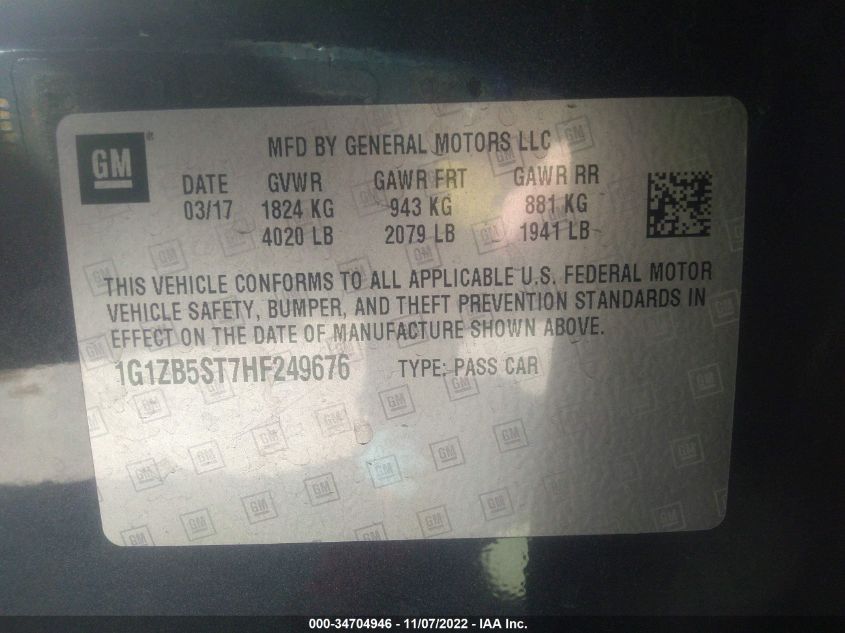 GM
MFD BY GENERAL MOTORS LLC
DATE GVWR GAWR FRT GAWR RR
03/17 1824 KG 943 KG 881 KG
4020 LB 2079 LB 1941 LB
THIS VEHICLE CONFORMS TO ALL APPLICABLE U.S. FEDERAL MOTOR
VEHICLE SAFETY, BUMPER, AND THEFT PREVENTION STANDARDS IN
EFFECT ON THE DATE OF MANUFACTURE SHOWN ABOVE.
1G1ZB5ST7HF249676 TYPE: PASS CAR
000-34704946 - 11/07/2022 - IAA Inc.